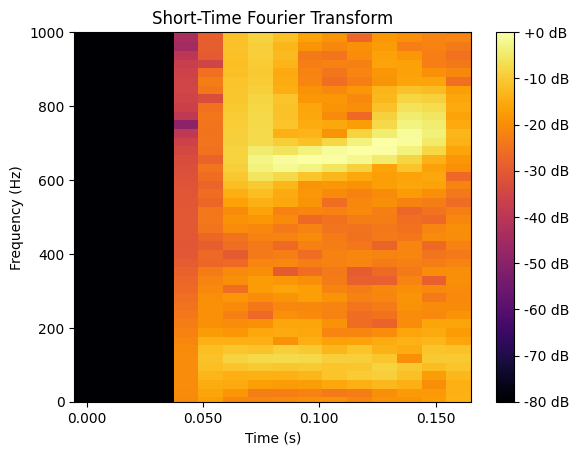 Short-Time Fourier Transform
Frequency (Hz)
1000
800
600
400
200
0
0.000 0.050 0.100 0.150
Time (s)
+0 dB
-10 dB
-20 dB
-30 dB
-40 dB
-50 dB
-60 dB
-70 dB
-80 dB